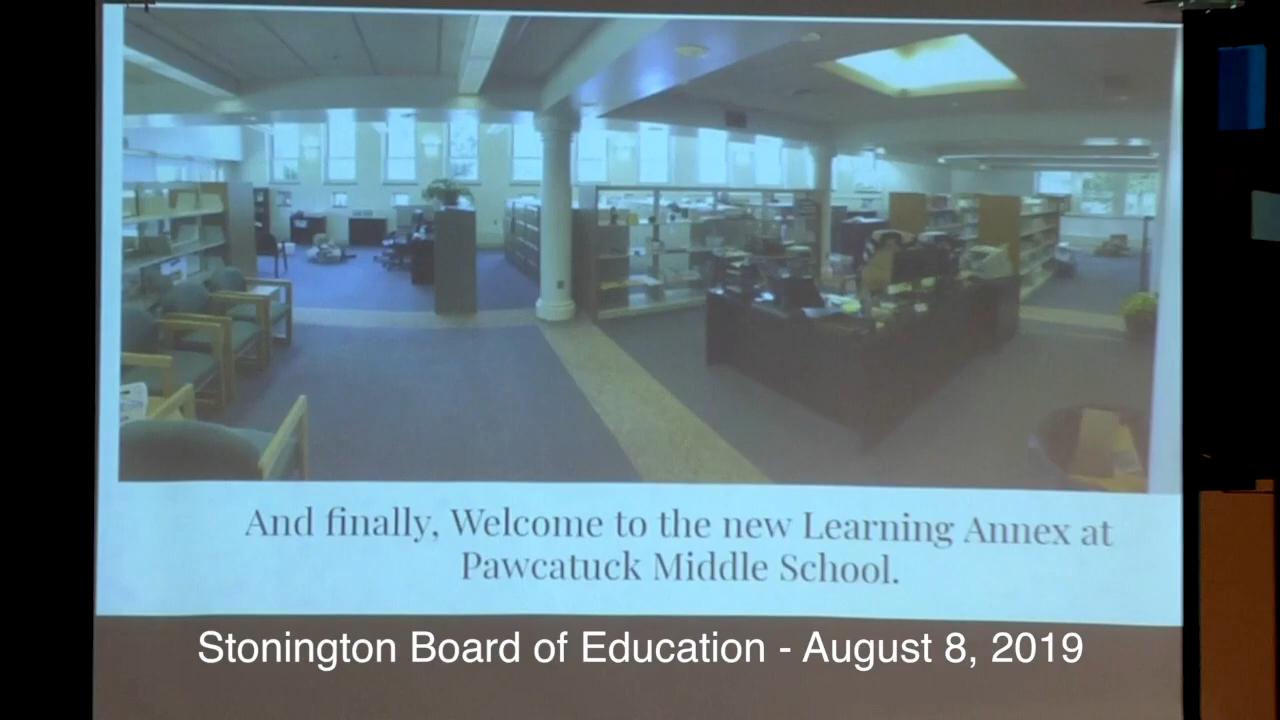 And finally, Welcome to the new Learning Annex at
Pawcatuck Middle School.
Stonington Board of Education - August 8, 2019